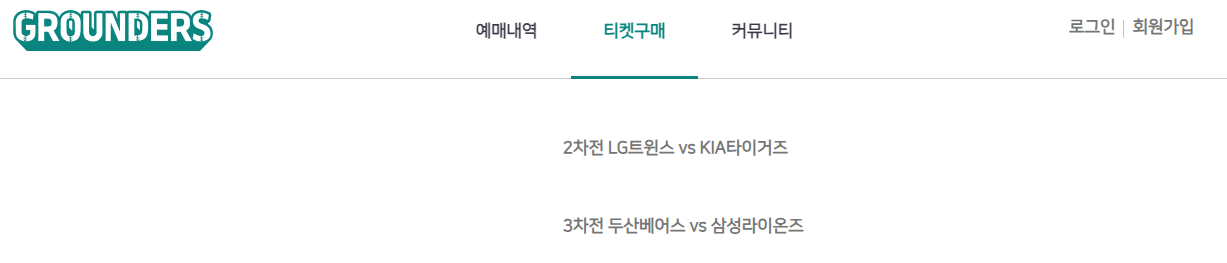 GROUNDERS
예매내역
티켓구매
커뮤니티
로그인 | 회원가입
2차전 LG트윈스 vs KIA타이거즈
3차전 두산베어스 vs 삼성라이온즈